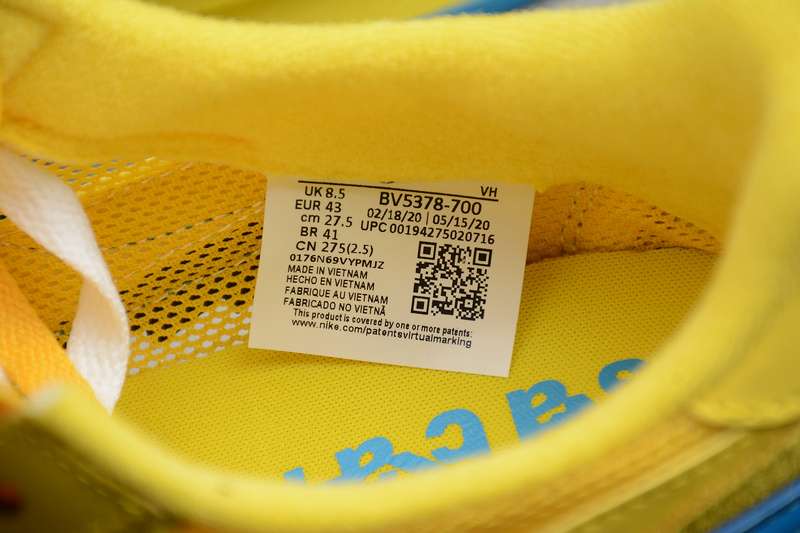 VH
UK 8.5
EUR 43
cm 27.5
BR 41
CN 275(2.5)
BV5378-700
02/18/20 | 05/15/20
UPC 00194275020716
0176N69VYPMJZ
MADE IN VIETNAM
HECHO EN VIETNAM
FABRIQUE AU VIETNAM
FABRICADO NO VIETNÃ
This product is covered by one or more patents:
www.nike.com/patentsvirtualmarking